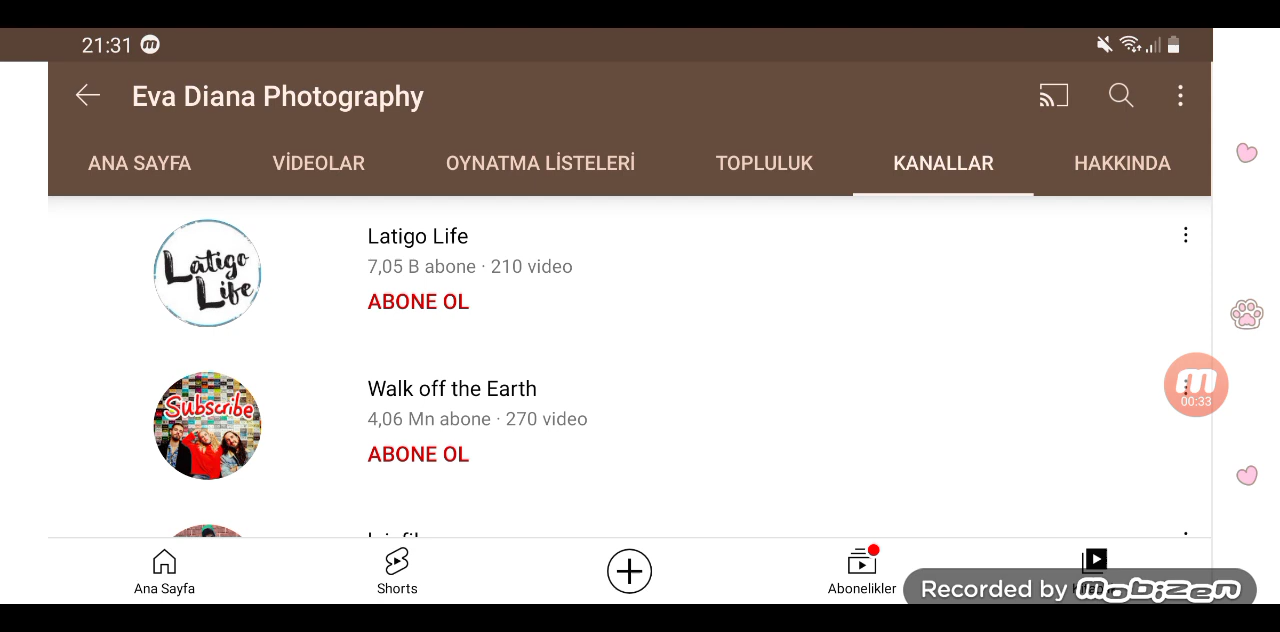 21:31
Eva Diana Photography
ANA SAYFA VİDEOLAR OYNATMA LİSTELERİ TOPLULUK KANALLAR HAKKINDA
Latigo Life
Latigo Life
7,05 B abone · 210 video
ABONE OL
Subscribe
Walk off the Earth
4,06 Mn abone · 270 video
ABONE OL
00:33
Ana Sayfa Shorts Abonelikler
Recorded by mobizen